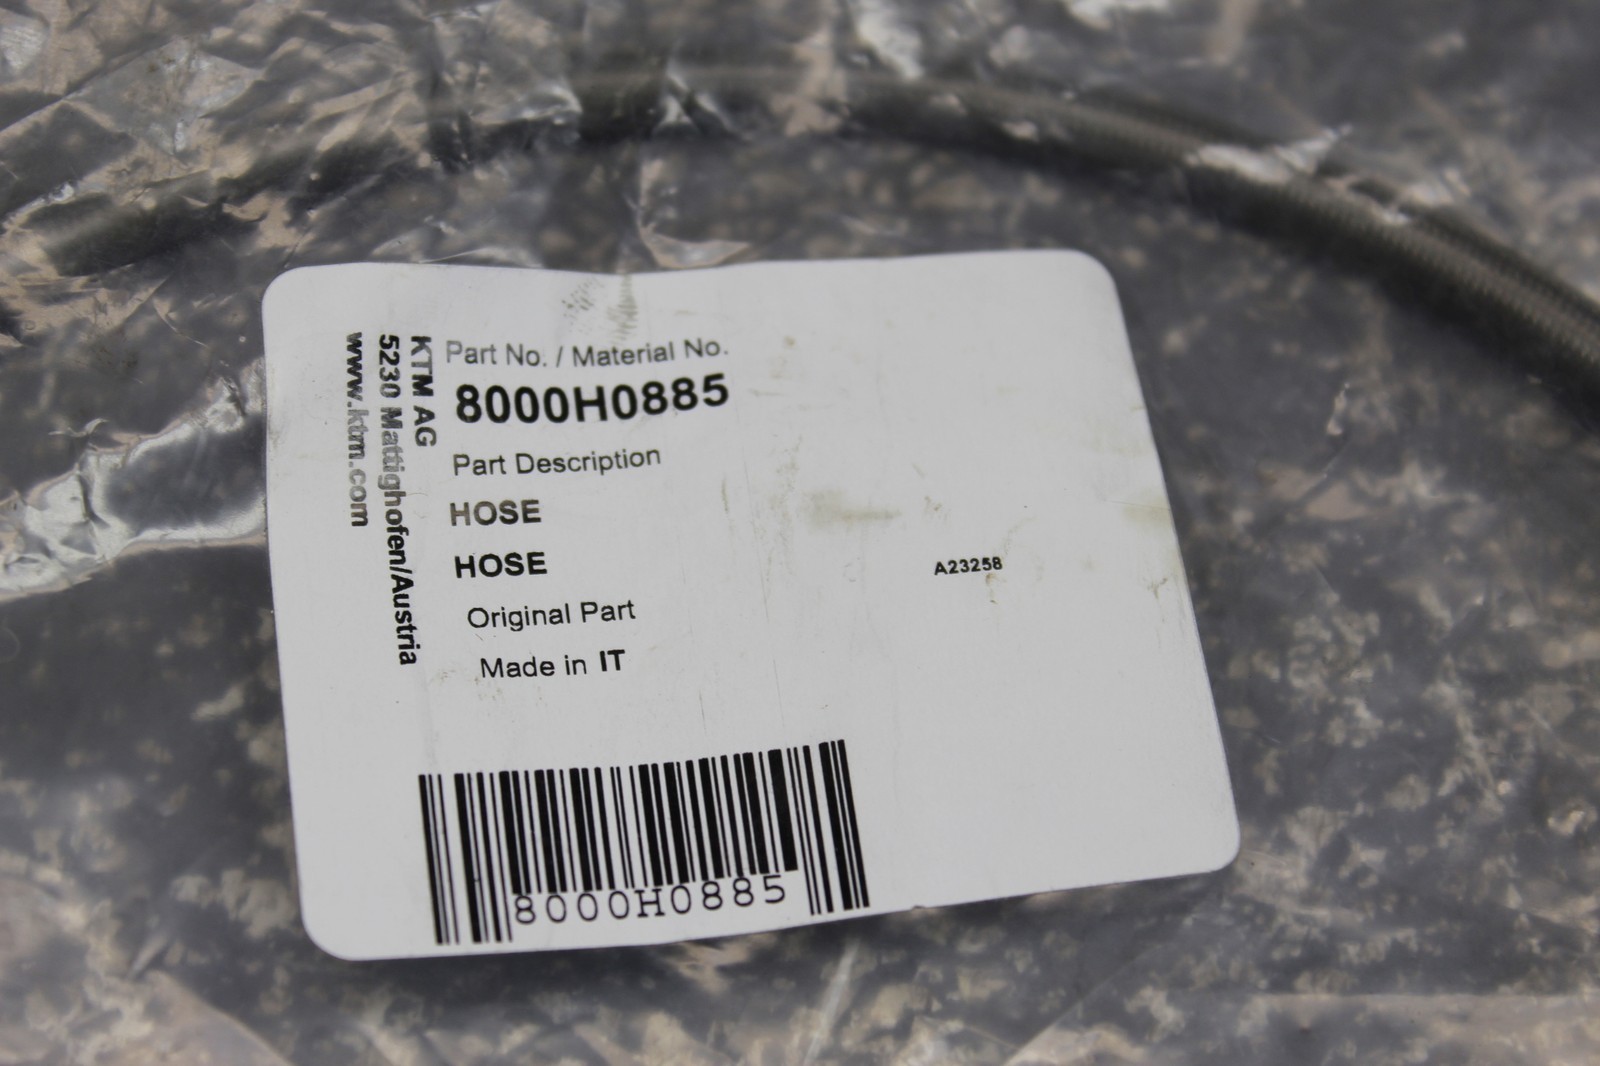 KTM AG
5230 Mattighofen/Austria
www.ktm.com
Part No. / Material No.
8000H0885
Part Description
HOSE
HOSE
A23258
Original Part
Made in IT
8000H0885